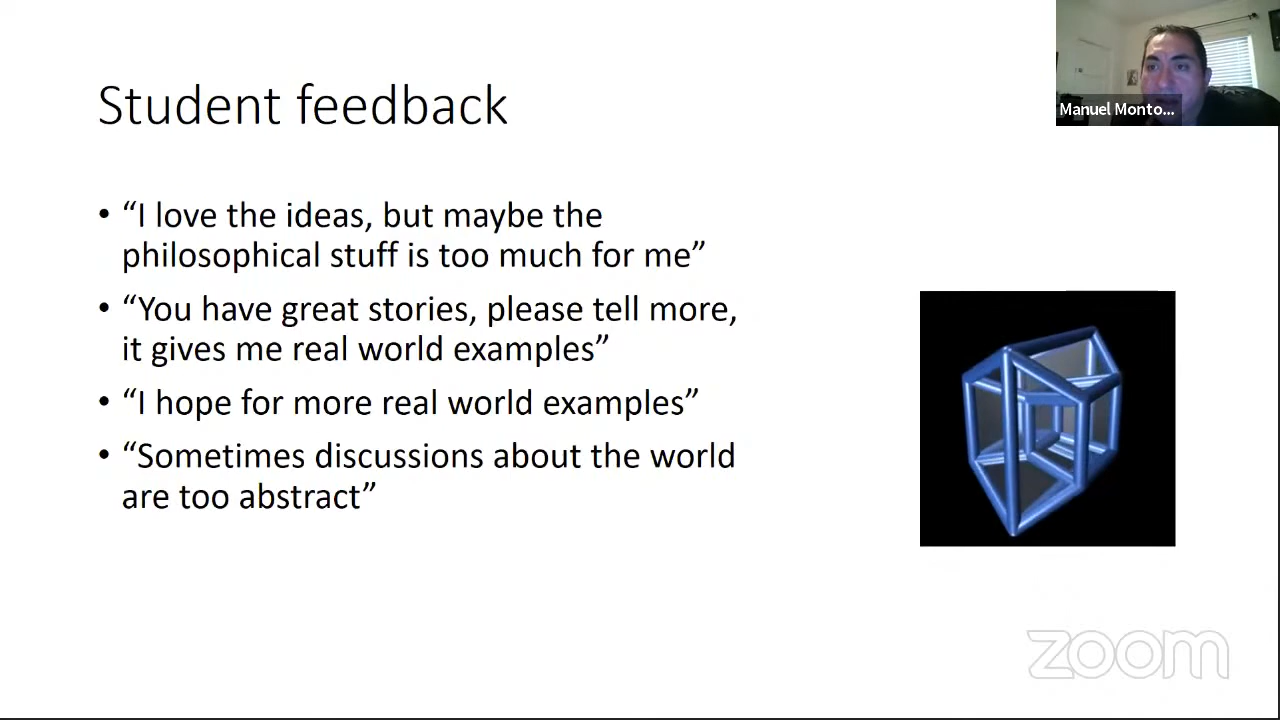 Student feedback
• “I love the ideas, but maybe the
philosophical stuff is too much for me”
• “You have great stories, please tell more,
it gives me real world examples”
• “I hope for more real world examples”
• “Sometimes discussions about the world
are too abstract”
Manuel Monto...
zoom